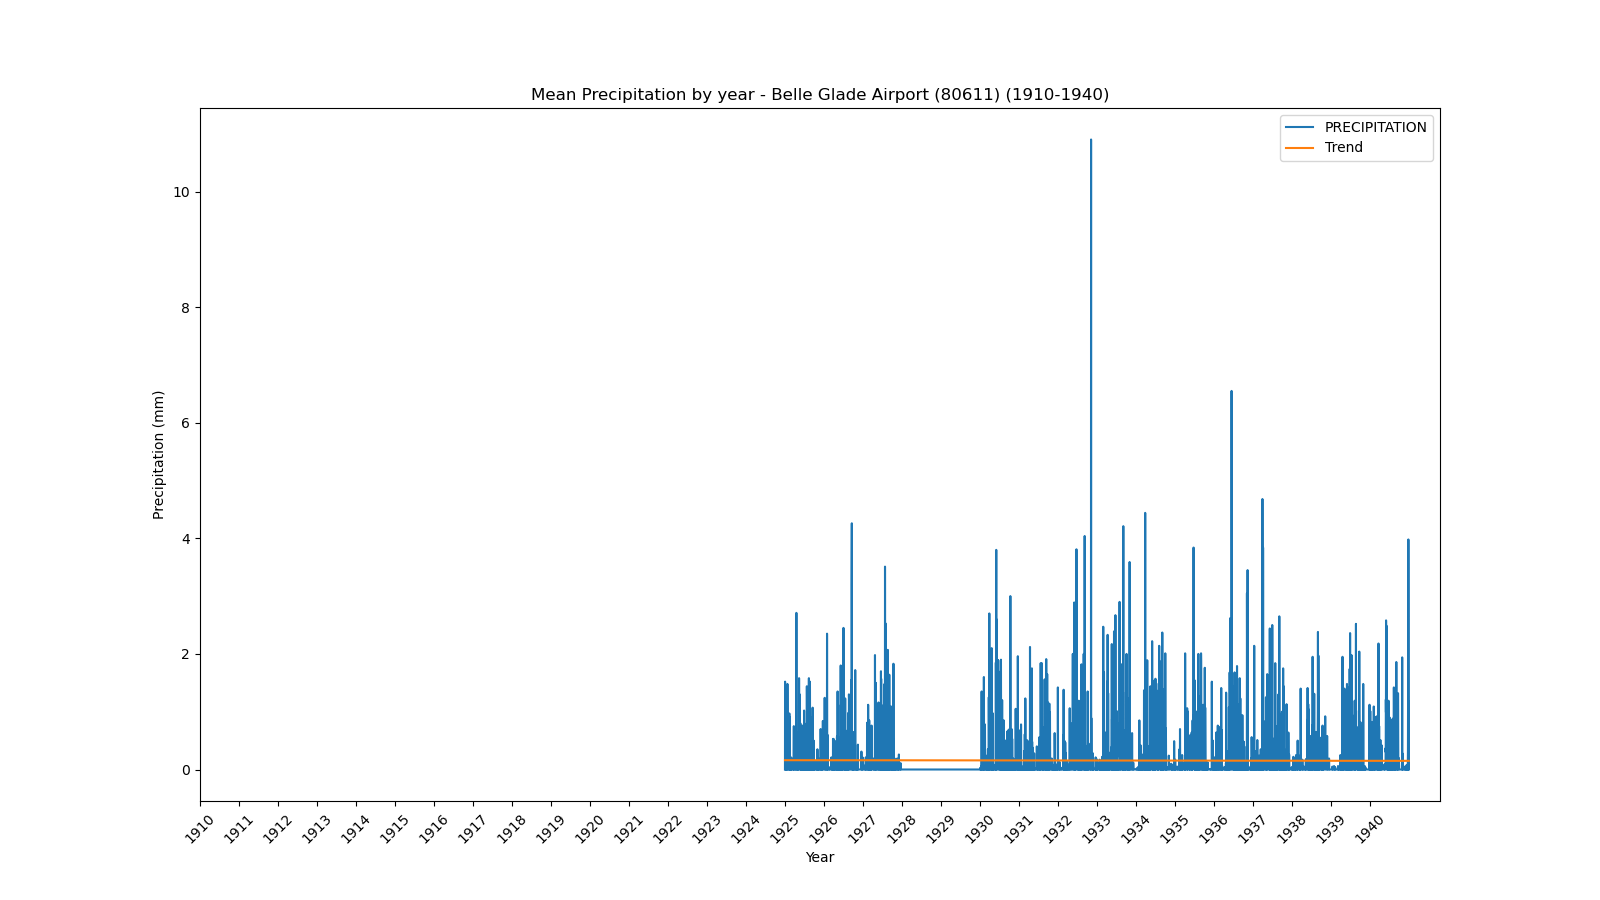 Mean Precipitation by year - Belle Glade Airport (80611) (1910-1940)
PRECIPITATION
Trend
10
8
6
4
2
0
Precipitation (mm)
1910 1911 1912 1913 1914 1915 1916 1917 1918 1919 1920 1921 1922 1923 1924 1925 1926 1927 1928 1929 1930 1931 1932 1933 1934 1935 1936 1937 1938 1939 1940
Year